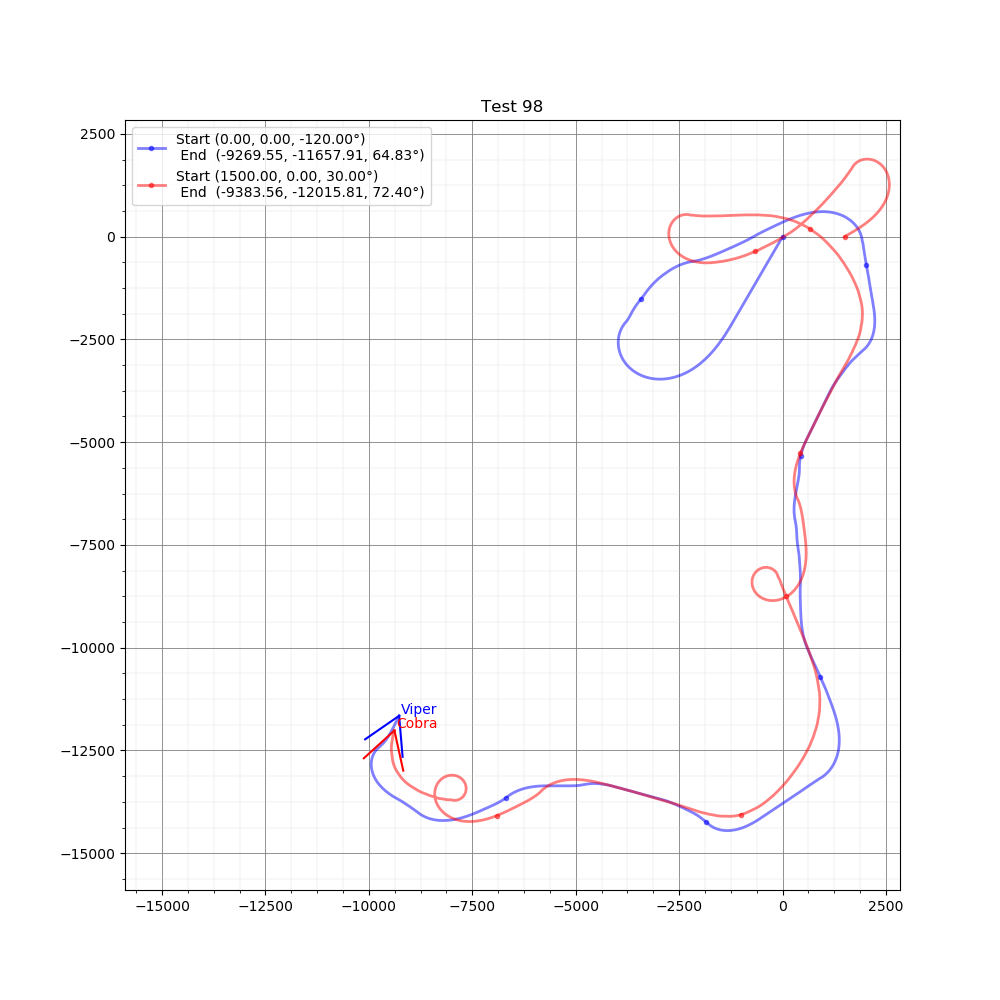 Test 98
Start (0.00, 0.00, -120.00°)
End  (-9269.55, -11657.91, 64.83°)
Start (1500.00, 0.00, 30.00°)
End  (-9383.56, -12015.81, 72.40°)
2500
0
−2500
−5000
−7500
−10000
−12500
−15000
Viper
Cobra
−15000
−12500
−10000
−7500
−5000
−2500
0
2500